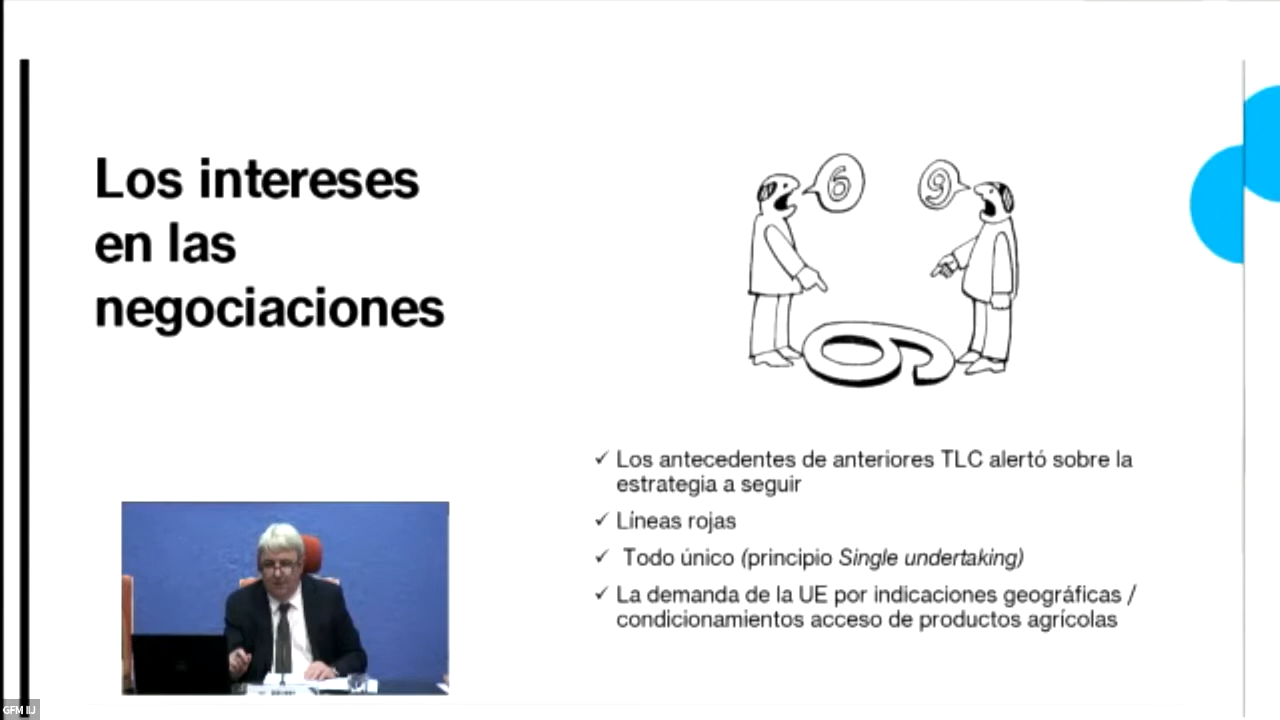 Los intereses
en las
negociaciones
6
9
✓ Los antecedentes de anteriores TLC alertó sobre la
estrategia a seguir
✓ Líneas rojas
✓ Todo único (principio Single undertaking)
✓ La demanda de la UE por indicaciones geográficas /
condicionamientos acceso de productos agrícolas
GFM IIJ